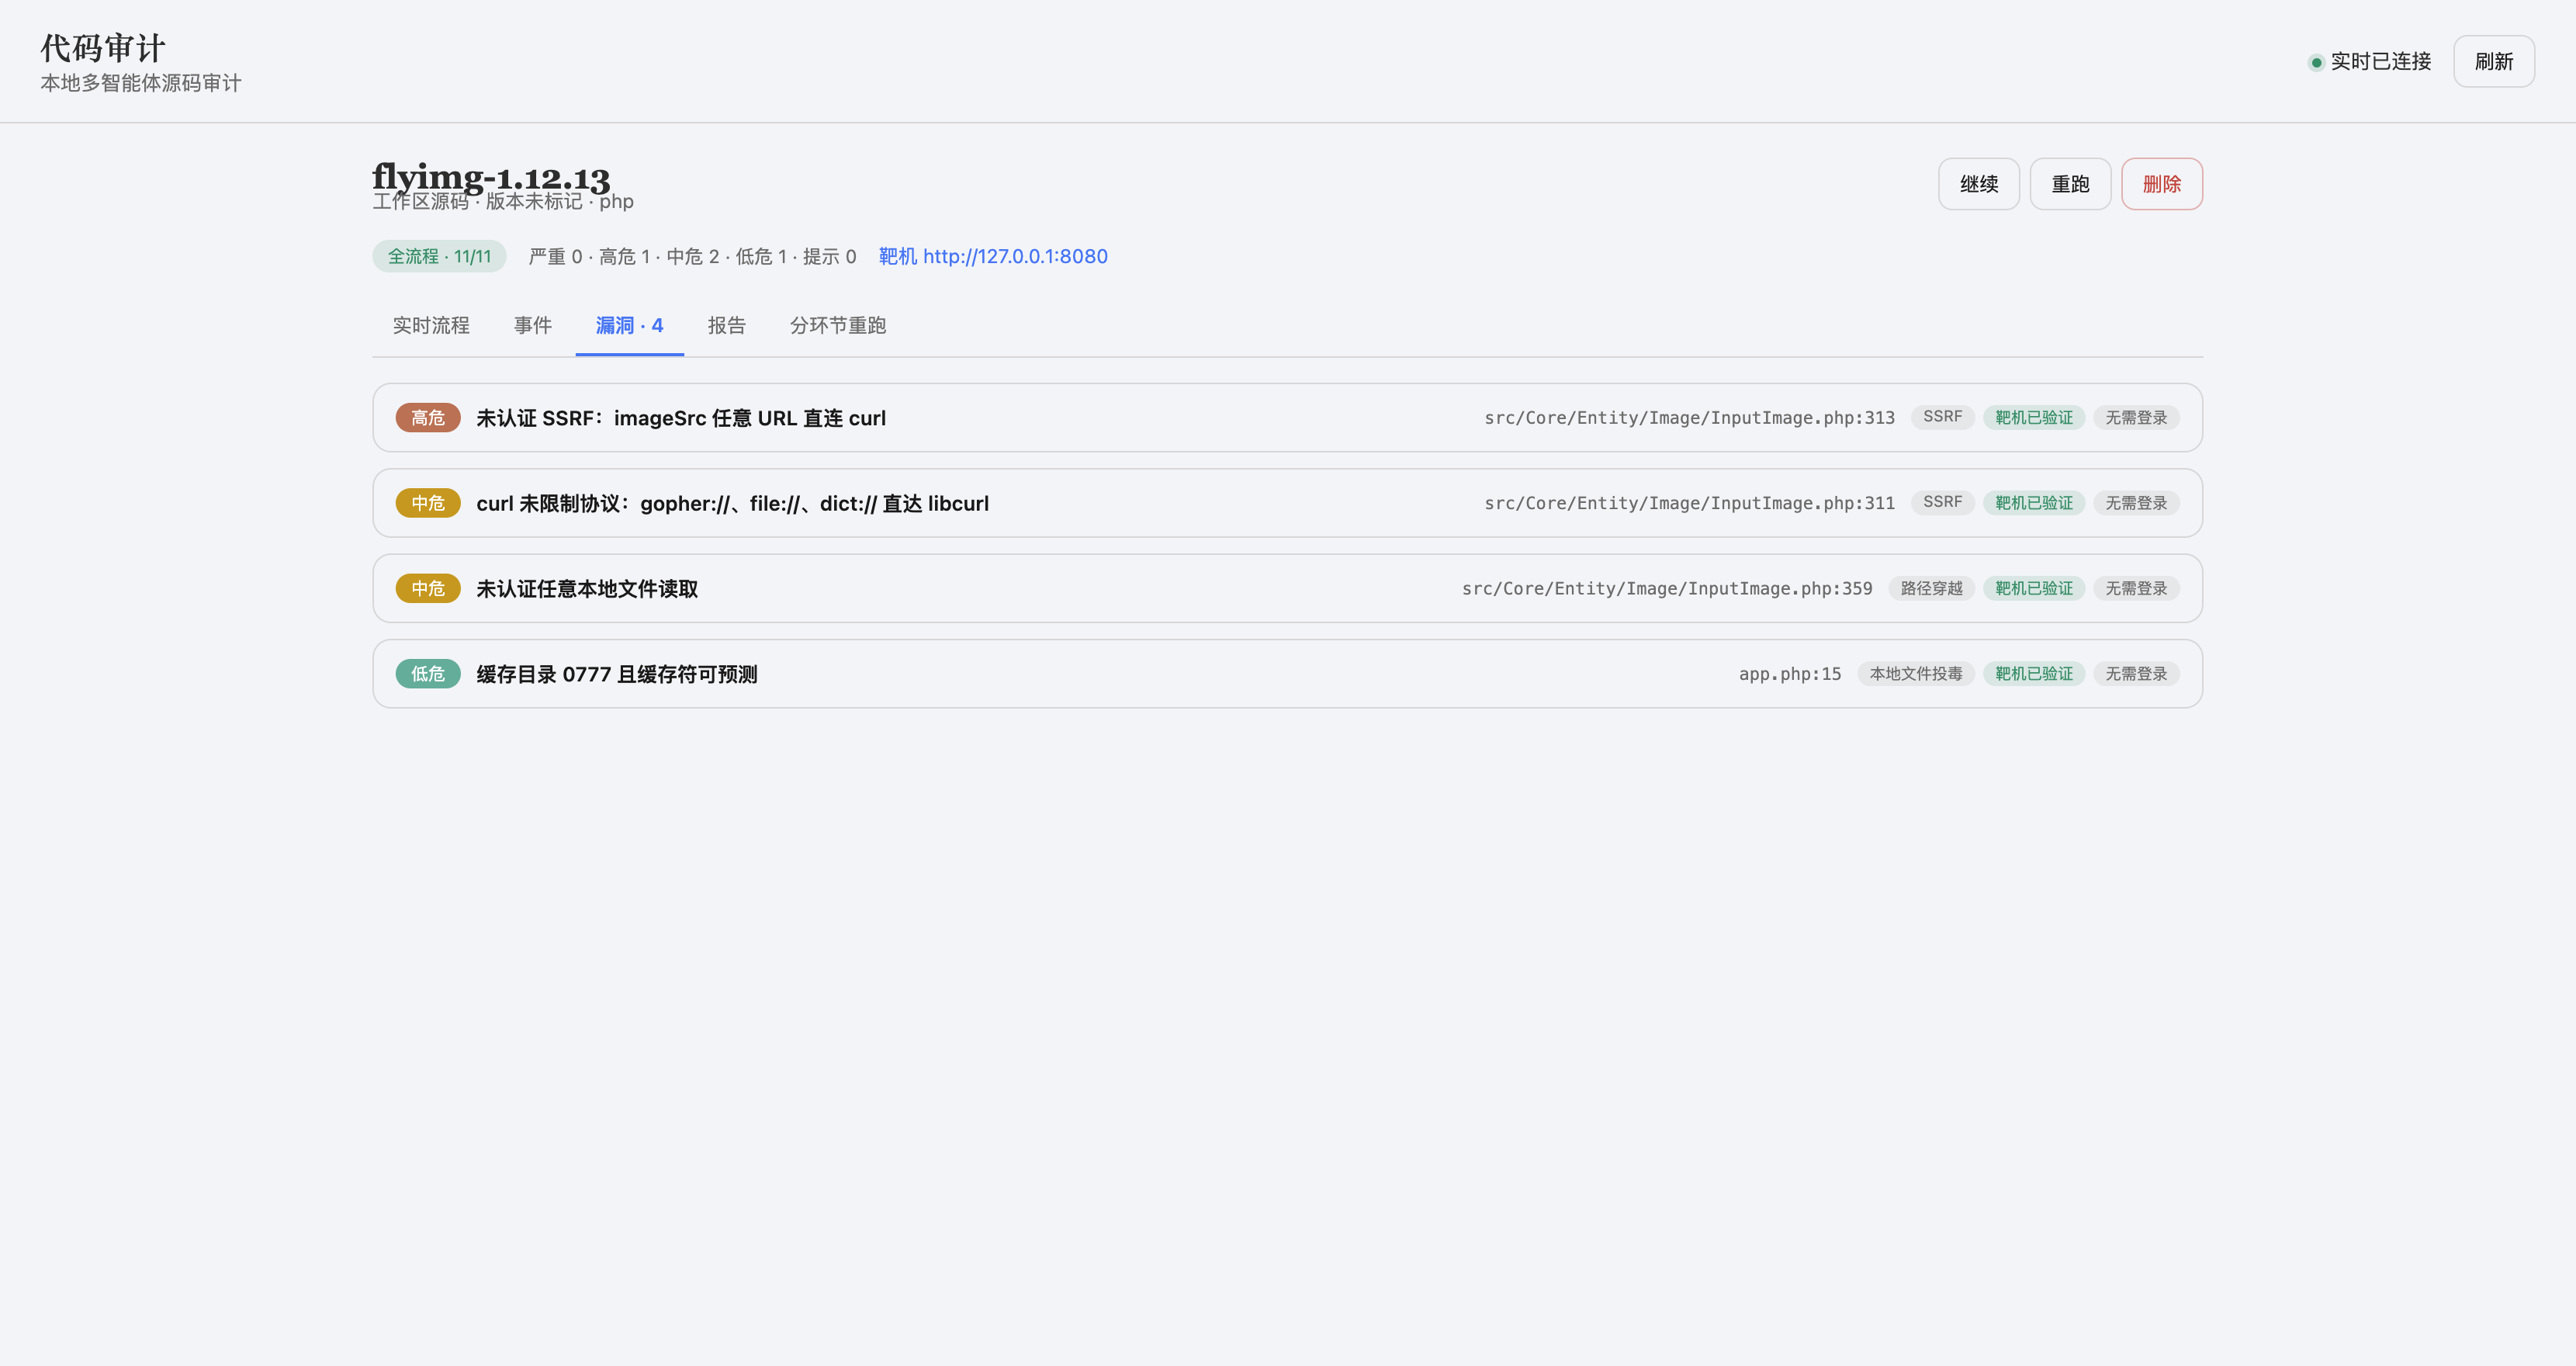 代码审计
本地多智能体源码审计
实时已连接 刷新
flyimg-1.12.13
工作区源码 · 版本未标记 · php
继续 重跑 删除
全流程 · 11/11 严重 0 · 高危 1 · 中危 2 · 低危 1 · 提示 0 靶机 http://127.0.0.1:8080
实时流程 事件 漏洞 · 4 报告 分环节重跑
高危 未认证 SSRF：imageSrc 任意 URL 直连 curl src/Core/Entity/Image/InputImage.php:313 SSRF 靶机已验证 无需登录
中危 curl 未限制协议：gopher://、file://、dict:// 直达 libcurl src/Core/Entity/Image/InputImage.php:311 SSRF 靶机已验证 无需登录
中危 未认证任意本地文件读取 src/Core/Entity/Image/InputImage.php:359 路径穿越 靶机已验证 无需登录
低危 缓存目录 0777 且缓存符可预测 app.php:15 本地文件投毒 靶机已验证 无需登录